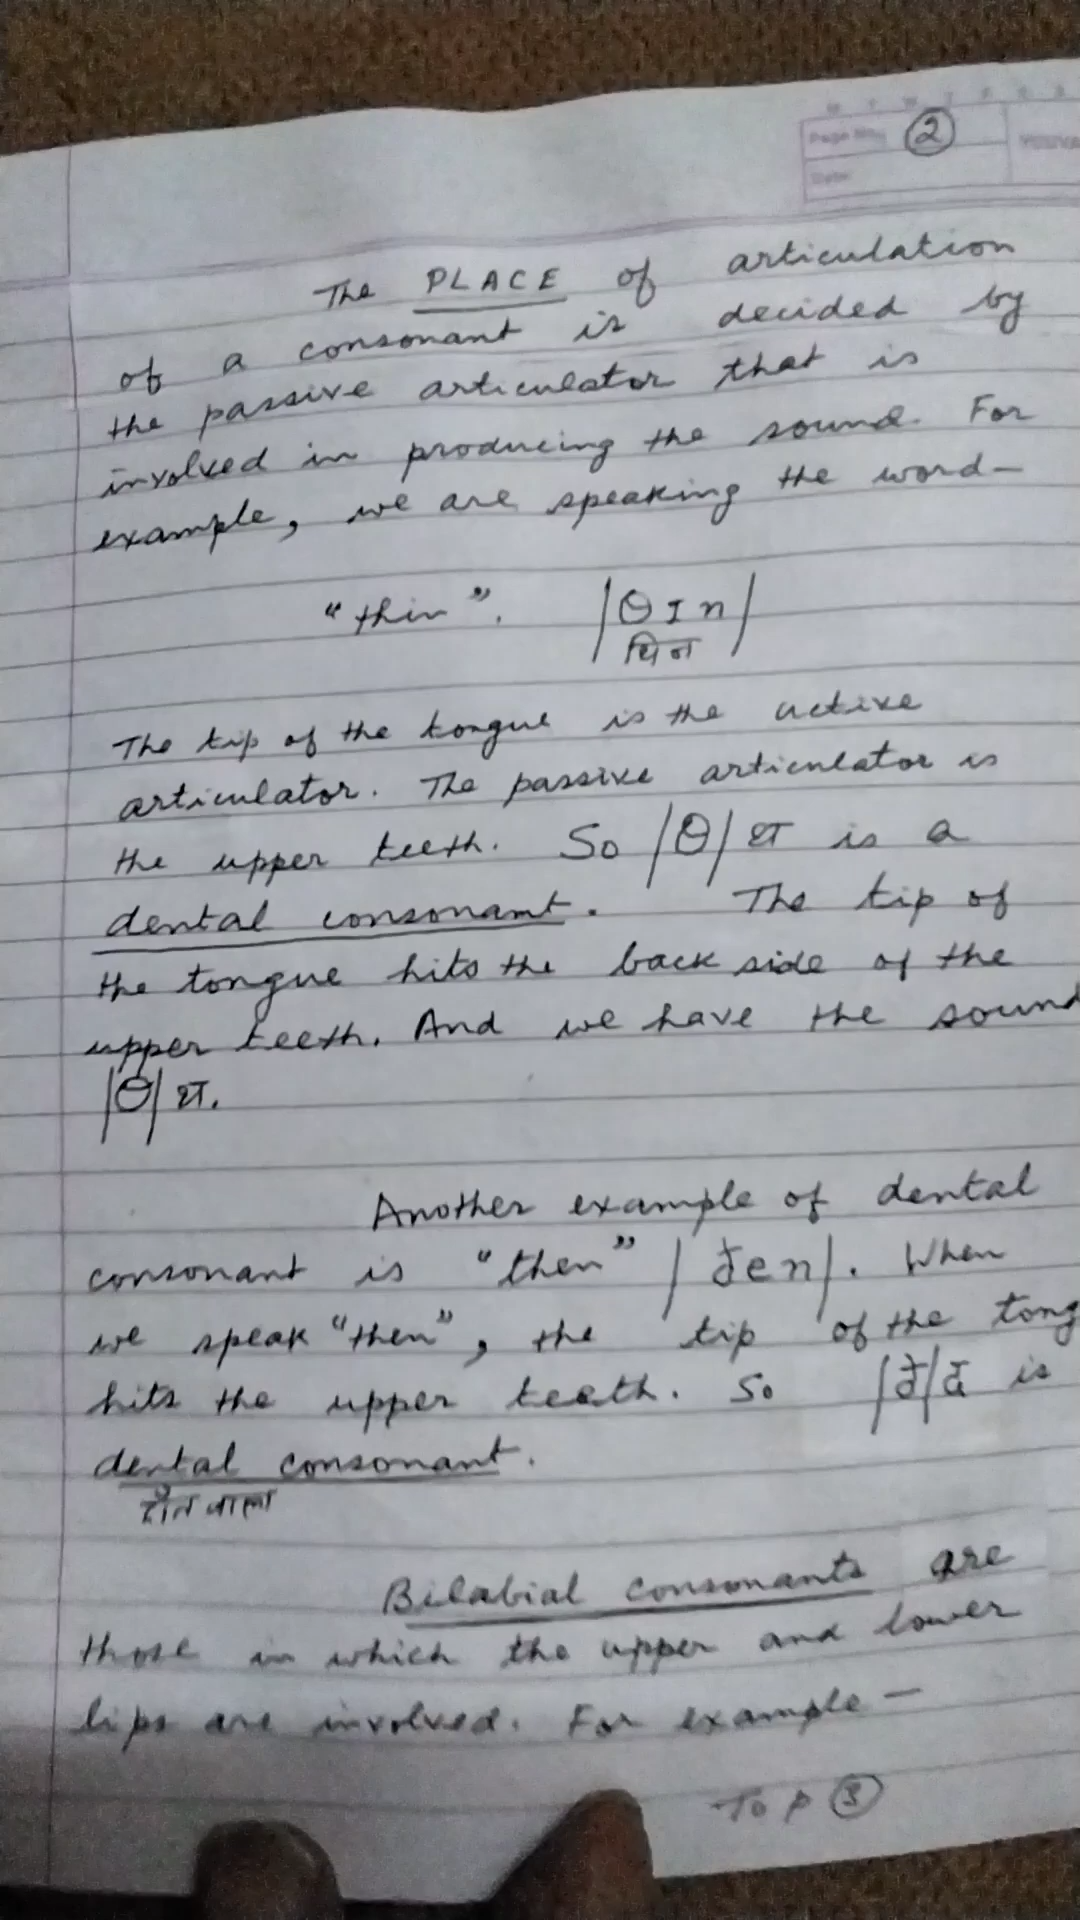 Page No. 2
Date
The PLACE of articulation
of a consonant is decided by
the passive articulator that is
involved in producing the sound. For
example, we are speaking the word—
"thin". |θɪn|
थिन
The tip of the tongue is the active
articulator. The passive articulator is
the upper teeth. So |θ| थ is a
dental consonant. The tip of
the tongue hits the back side of the
upper teeth. And we have the sound
|θ| थ.
Another example of dental
consonant is "then" |ðen|. When
we speak "then", the tip of the tong
hits the upper teeth. So |ð| द is
dental consonant.
दाँत वाला
Bilabial consonants are
those in which the upper and lower
lips are involved. For example —
To P 3